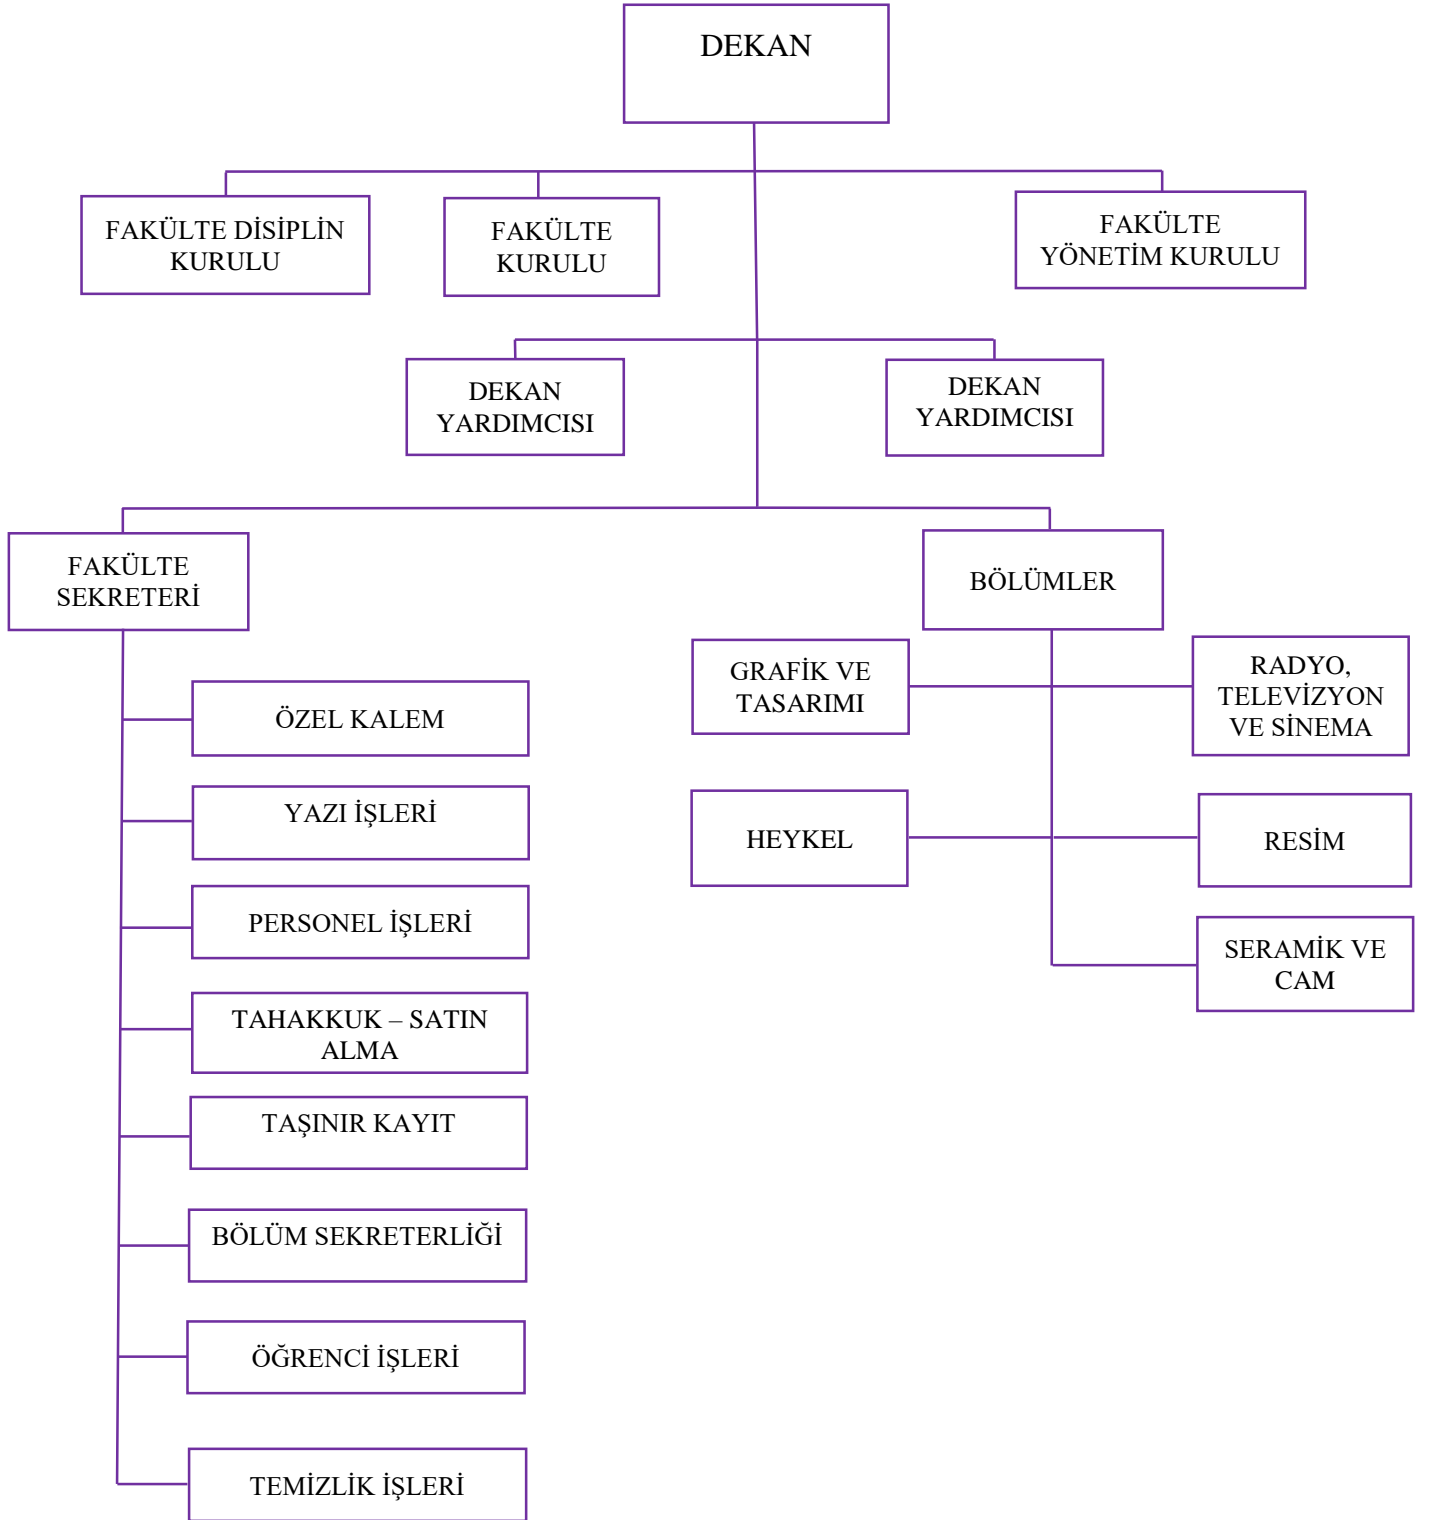 DEKAN
FAKÜLTE DİSİPLİN
KURULU
FAKÜLTE
KURULU
FAKÜLTE
YÖNETİM KURULU
DEKAN
YARDIMCISI
DEKAN
YARDIMCISI
FAKÜLTE
SEKRETERİ
BÖLÜMLER
ÖZEL KALEM
YAZI İŞLERİ
PERSONEL İŞLERİ
TAHAKKUK – SATIN
ALMA
TAŞINIR KAYIT
BÖLÜM SEKRETERLİĞİ
ÖĞRENCİ İŞLERİ
TEMİZLİK İŞLERİ
GRAFİK VE
TASARIMI
RADYO,
TELEVİZYON
VE SİNEMA
HEYKEL
RESİM
SERAMİK VE
CAM